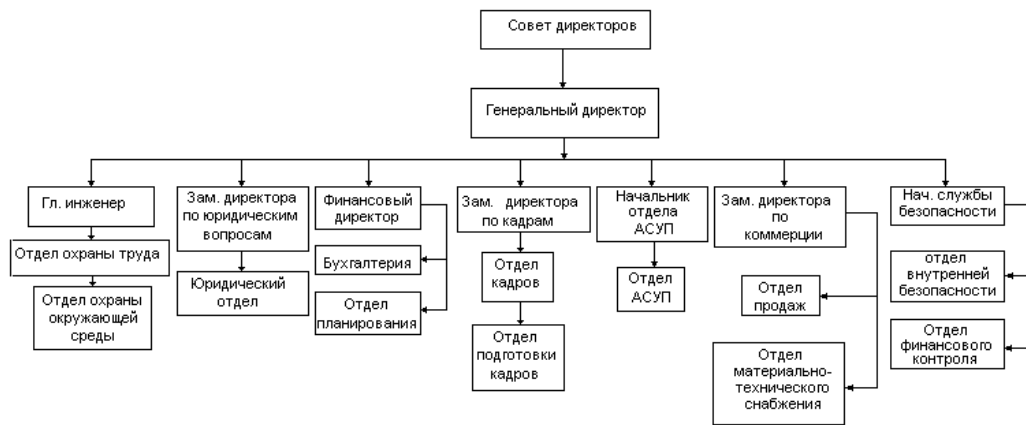 Совет директоров
Генеральный директор
Гл. инженер
Зам. директора
по юридическим
вопросам
Финансовый
директор
Зам. директора
по кадрам
Начальник
отдела
АСУП
Зам. директора
по
коммерции
Нач. службы
безопасности
Отдел охраны труда
Отдел охраны
окружающей
среды
Юридический
отдел
Бухгалтерия
Отдел
планирования
Отдел
кадров
Отдел
подготовки
кадров
Отдел
АСУП
Отдел
продаж
Отдел
материально-
технического
снабжения
отдел
внутренней
безопасности
Отдел
финансового
контроля